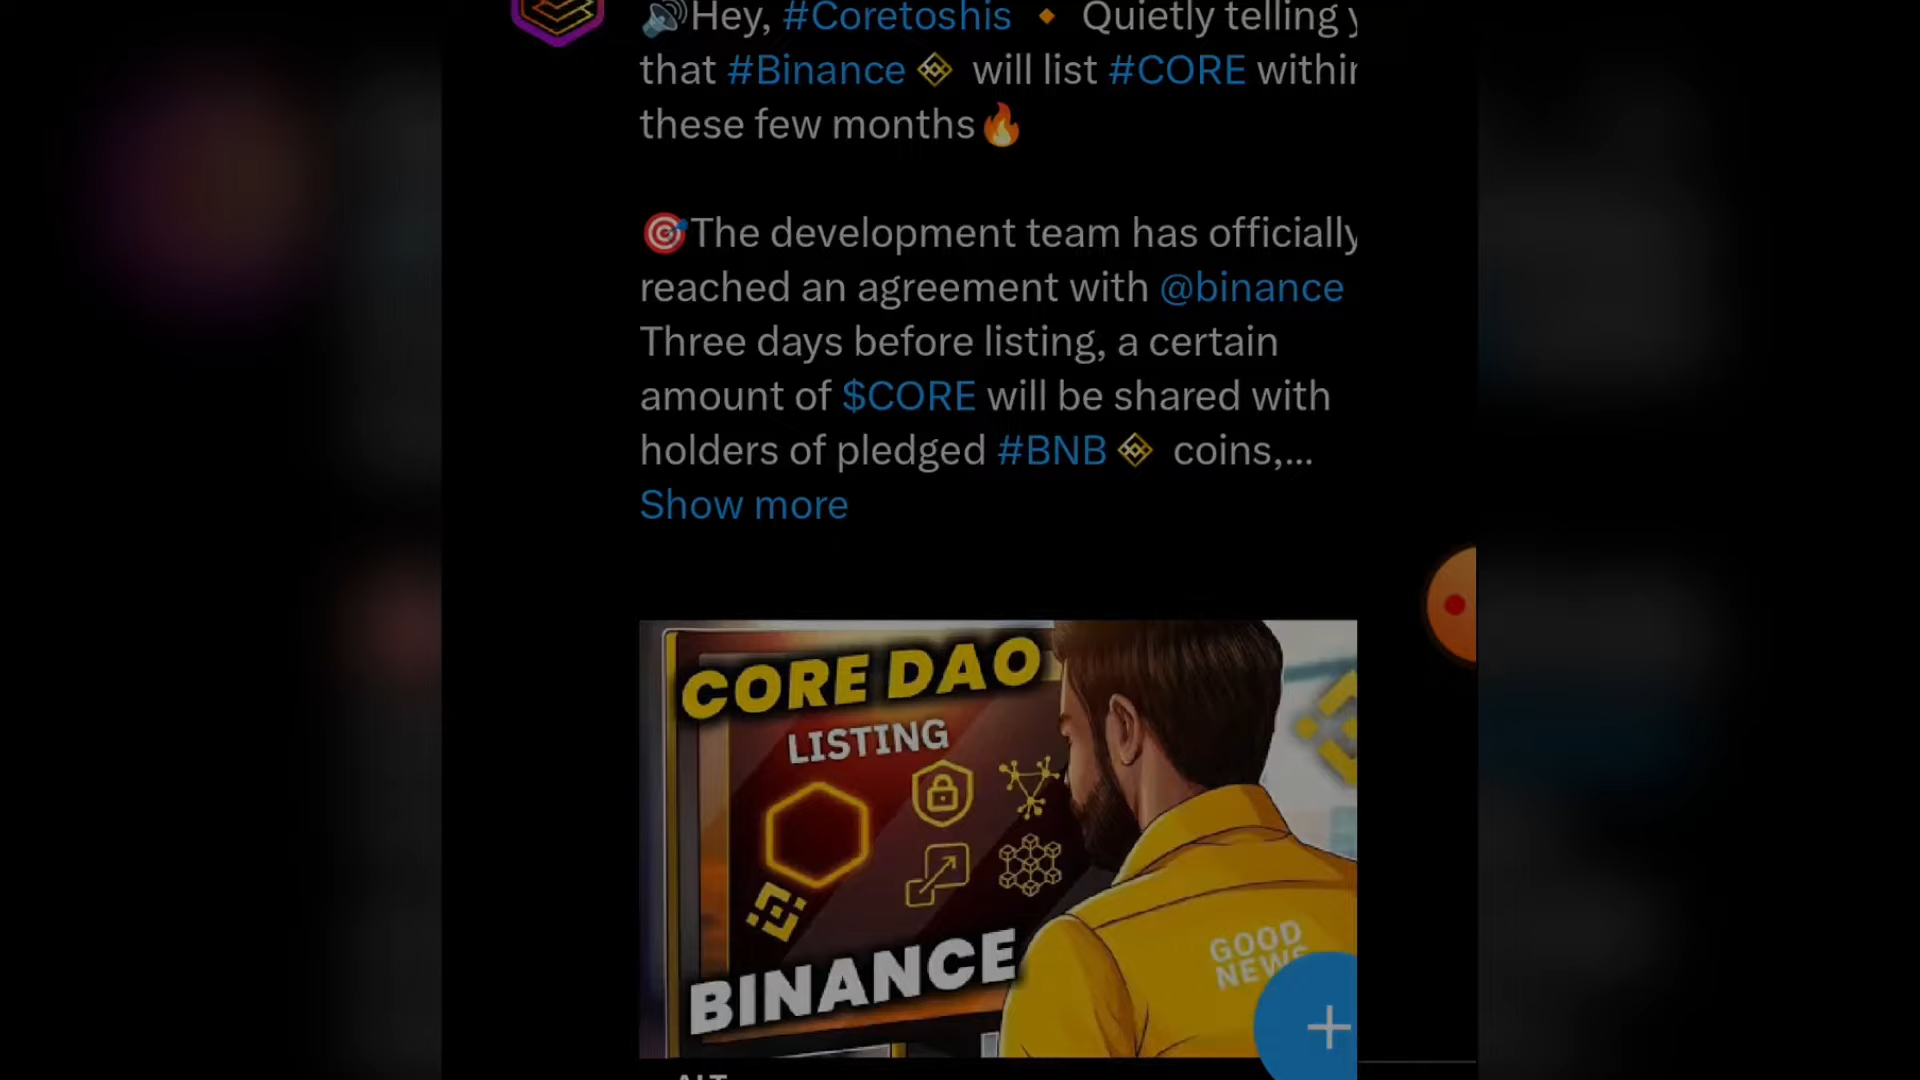 🔊Hey, #Coretoshis 🔸 Quietly telling
that #Binance will list #CORE
these few months🔥
🎯The development team has officially
reached an agreement with @binance
Three days before listing, a certain
amount of $CORE will be shared with
holders of pledged #BNB coins,...
Show more
CORE DAO
LISTING
BINANCE
GOOD
NEWS